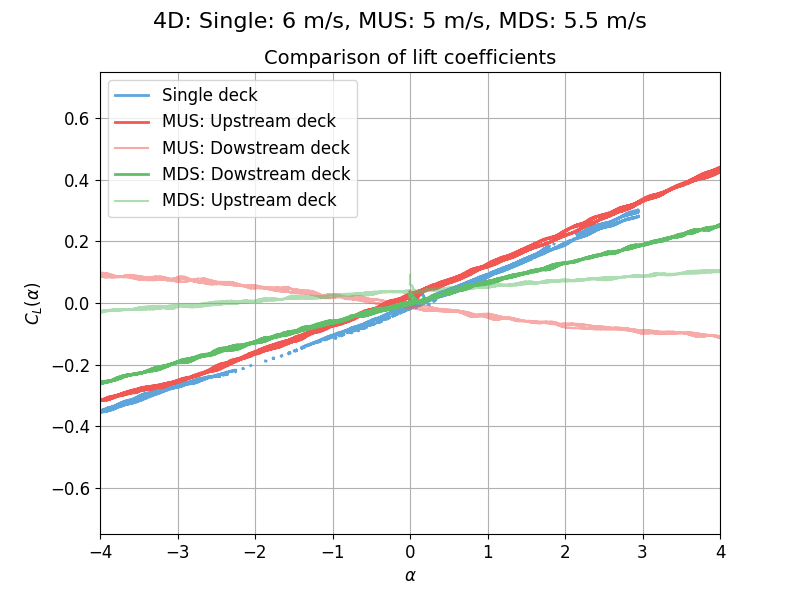 4D: Single: 6 m/s, MUS: 5 m/s, MDS: 5.5 m/s
Comparison of lift coefficients
Single deck
MUS: Upstream deck
MUS: Dowstream deck
MDS: Dowstream deck
MDS: Upstream deck
0.6
0.4
0.2
0.0
−0.2
−0.4
−0.6
C_L(α)
−4 −3 −2 −1 0 1 2 3 4
α